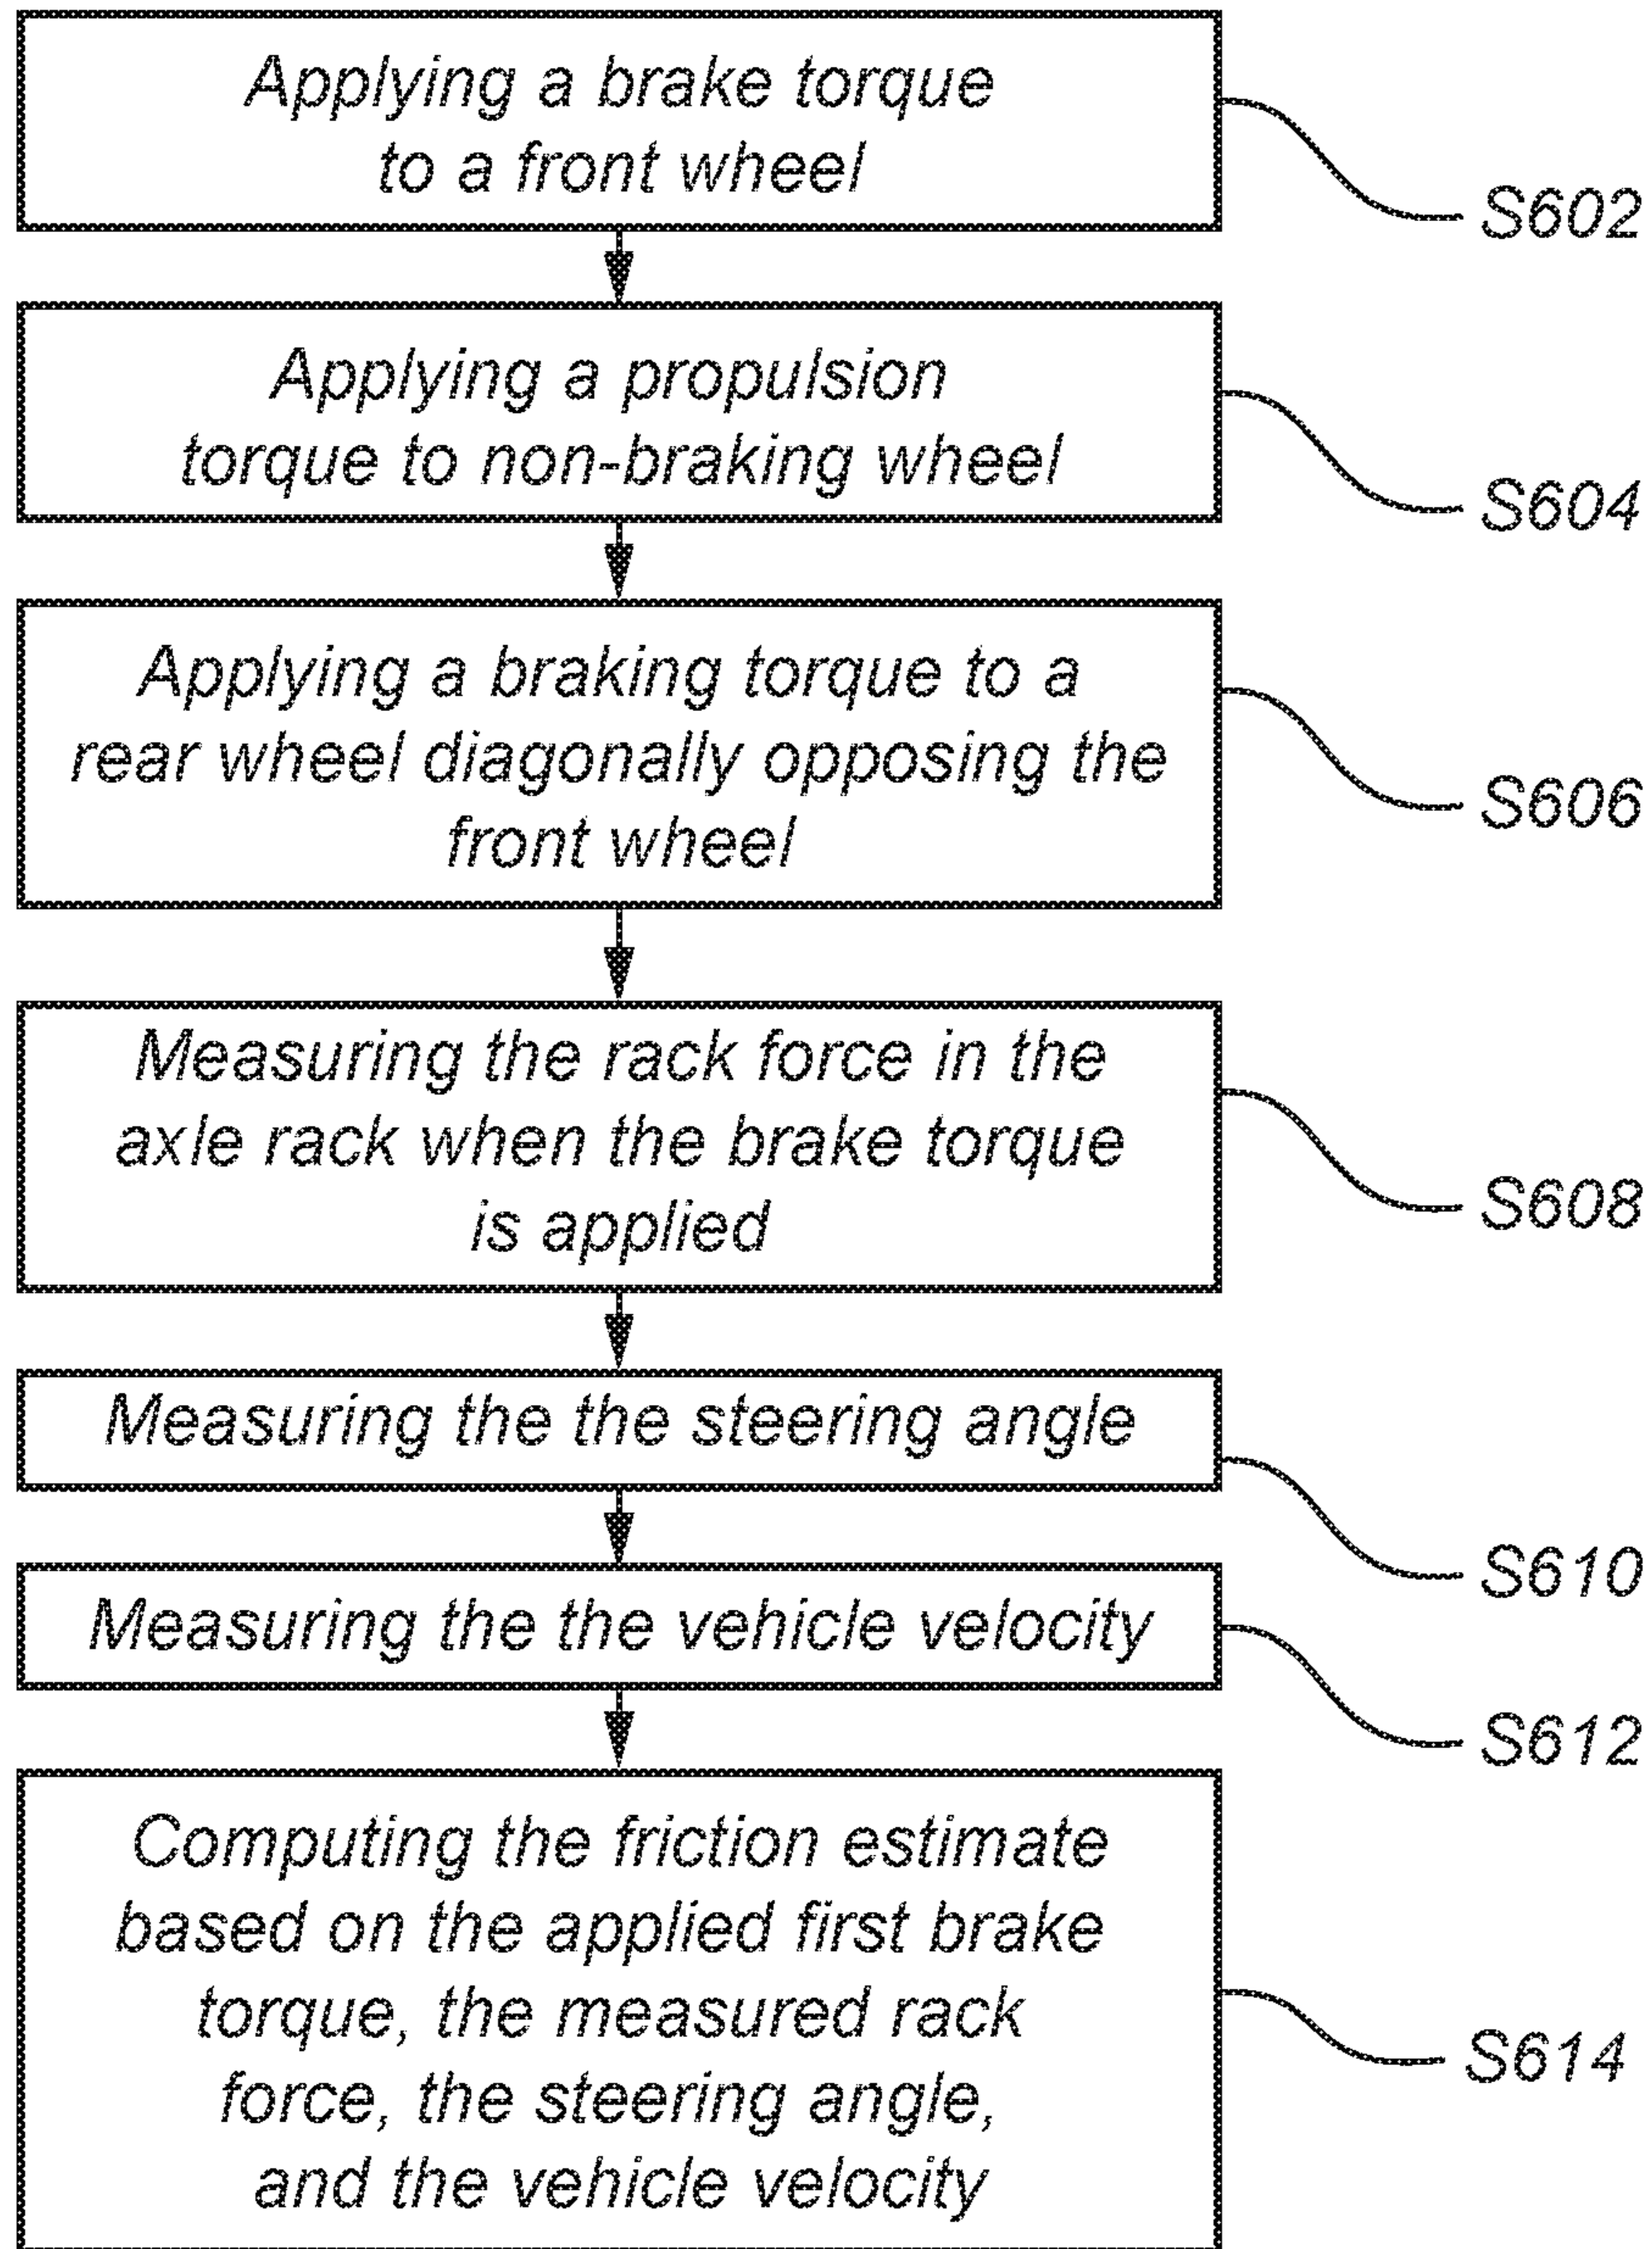 Applying a brake torque
to a front wheel
S602
Applying a propulsion
torque to non-braking wheel
S604
Applying a braking torque to a
rear wheel diagonally opposing the
front wheel
S606
Measuring the rack force in the
axle rack when the brake torque
is applied
S608
Measuring the the steering angle
S610
Measuring the the vehicle velocity
S612
Computing the friction estimate
based on the applied first brake
torque, the measured rack
force, the steering angle,
and the vehicle velocity
S614